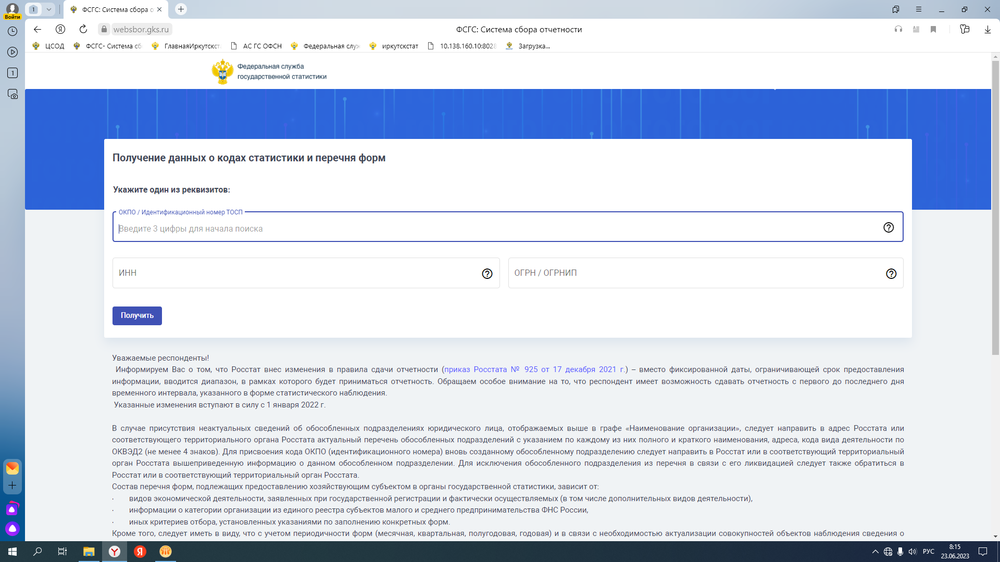 1
ФСГС: Система сбора о
Войти
websbor.gks.ru
ФСГС: Система сбора отчетности
ЦСОД
ФСГС- Система сб
ГлавнаяИркутскст
АС ГС ОФСН
Федеральная служ
иркутскстат
10.138.160.10:8028
Загрузка...
1
Федеральная служба
государственной статистики
Получение данных о кодах статистики и перечня форм
Укажите один из реквизитов:
ОКПО / Идентификационный номер ТОСП
Введите 3 цифры для начала поиска
ИНН
ОГРН / ОГРНИП
Получить
Уважаемые респонденты!
Информируем Вас о том, что Росстат внес изменения в правила сдачи отчетности (приказ Росстата № 925 от 17 декабря 2021 г.) – вместо фиксированной даты, ограничивающей срок предоставления
информации, вводится диапазон, в рамках которого будет приниматься отчетность. Обращаем особое внимание на то, что респондент имеет возможность сдавать отчетность с первого до последнего дня
временного интервала, указанного в форме статистического наблюдения.
Указанные изменения вступают в силу с 1 января 2022 г.
В случае присутствия неактуальных сведений об обособленных подразделениях юридического лица, отображаемых выше в графе «Наименование организации», следует направить в адрес Росстата или
соответствующего территориального органа Росстата актуальный перечень обособленных подразделений с указанием по каждому из них полного и краткого наименования, адреса, кода вида деятельности по
ОКВЭД2 (не менее 4 знаков). Для присвоения кода ОКПО (идентификационного номера) вновь созданному обособленному подразделению следует направить в Росстат или в соответствующий территориальный
орган Росстата вышеприведенную информацию о данном обособленном подразделении. Для исключения обособленного подразделения из перечня в связи с его ликвидацией следует также обратиться в
Росстат или в соответствующий территориальный орган Росстата.
Состав перечня форм, подлежащих предоставлению хозяйствующим субъектом в органы государственной статистики, зависит от:
· видов экономической деятельности, заявленных при государственной регистрации и фактически осуществляемых (в том числе дополнительных видов деятельности),
· информации о категории организации из единого реестра субъектов малого и среднего предпринимательства ФНС России,
· иных критериев отбора, установленных указаниями по заполнению конкретных форм.
Кроме того, следует иметь в виду, что с учетом периодичности форм (месячная, квартальная, полугодовая, годовая) и в связи с необходимостью актуализации совокупностей объектов наблюдения сведения о
РУС
8:15
23.06.2023